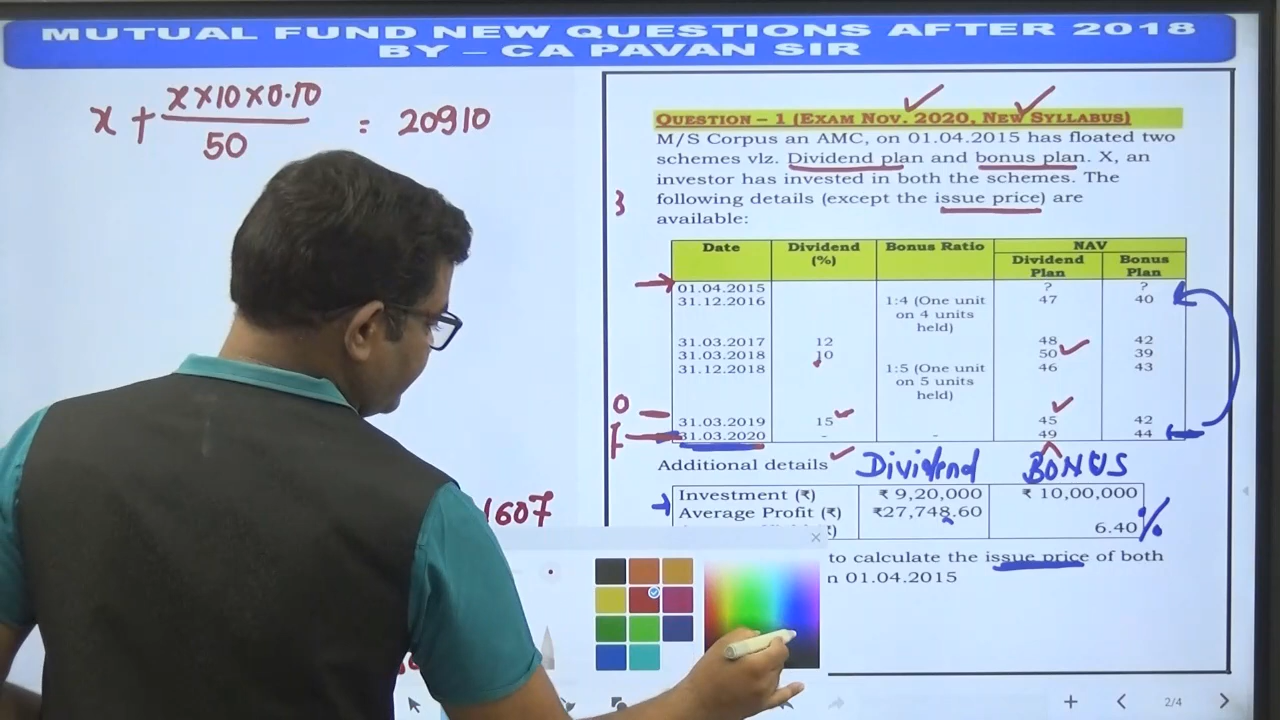 MUTUAL FUND NEW QUESTIONS AFTER 2018
BY – CA PAVAN SIR
x + x×10×0.10 / 50 = 20910
QUESTION – 1 (EXAM NOV. 2020, NEW SYLLABUS)
M/S Corpus an AMC, on 01.04.2015 has floated two
schemes vlz. Dividend plan and bonus plan. X, an
investor has invested in both the schemes. The
following details (except the issue price) are
available:
Date Dividend (%) Bonus Ratio NAV
Dividend Plan Bonus Plan
01.04.2015 ? ?
31.12.2016 1:4 (One unit on 4 units held) 47 40
31.03.2017 12 48 42
31.03.2018 10 50 39
31.12.2018 1:5 (One unit on 5 units held) 46 43
31.03.2019 15 45 42
31.03.2020 - - 49 44
Additional details Dividend BONUS
Investment (₹) ₹ 9,20,000 ₹ 10,00,000
Average Profit (₹) ₹27,748.60
6.40 %
to calculate the issue price of both
n 01.04.2015
1607
2/4